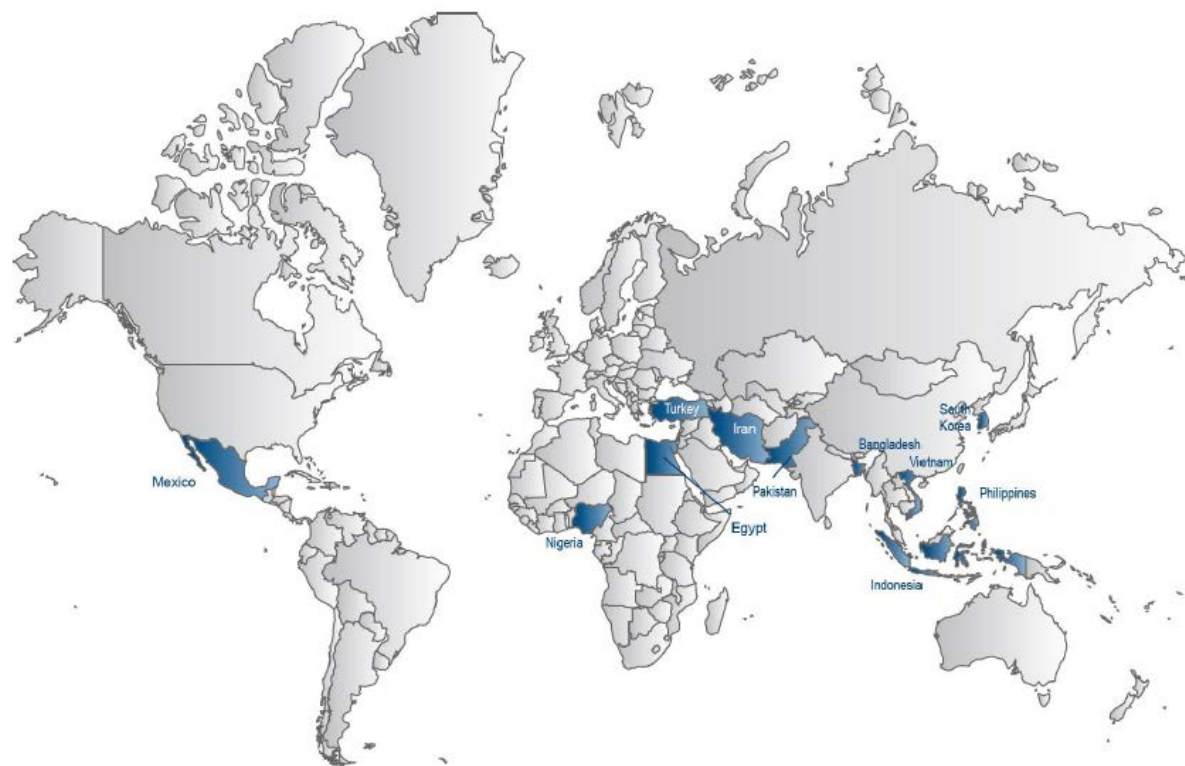 Turkey
South
Korea
Iran
Bangladesh
Vietnam
Mexico
Pakistan
Philippines
Egypt
Nigeria
Indonesia